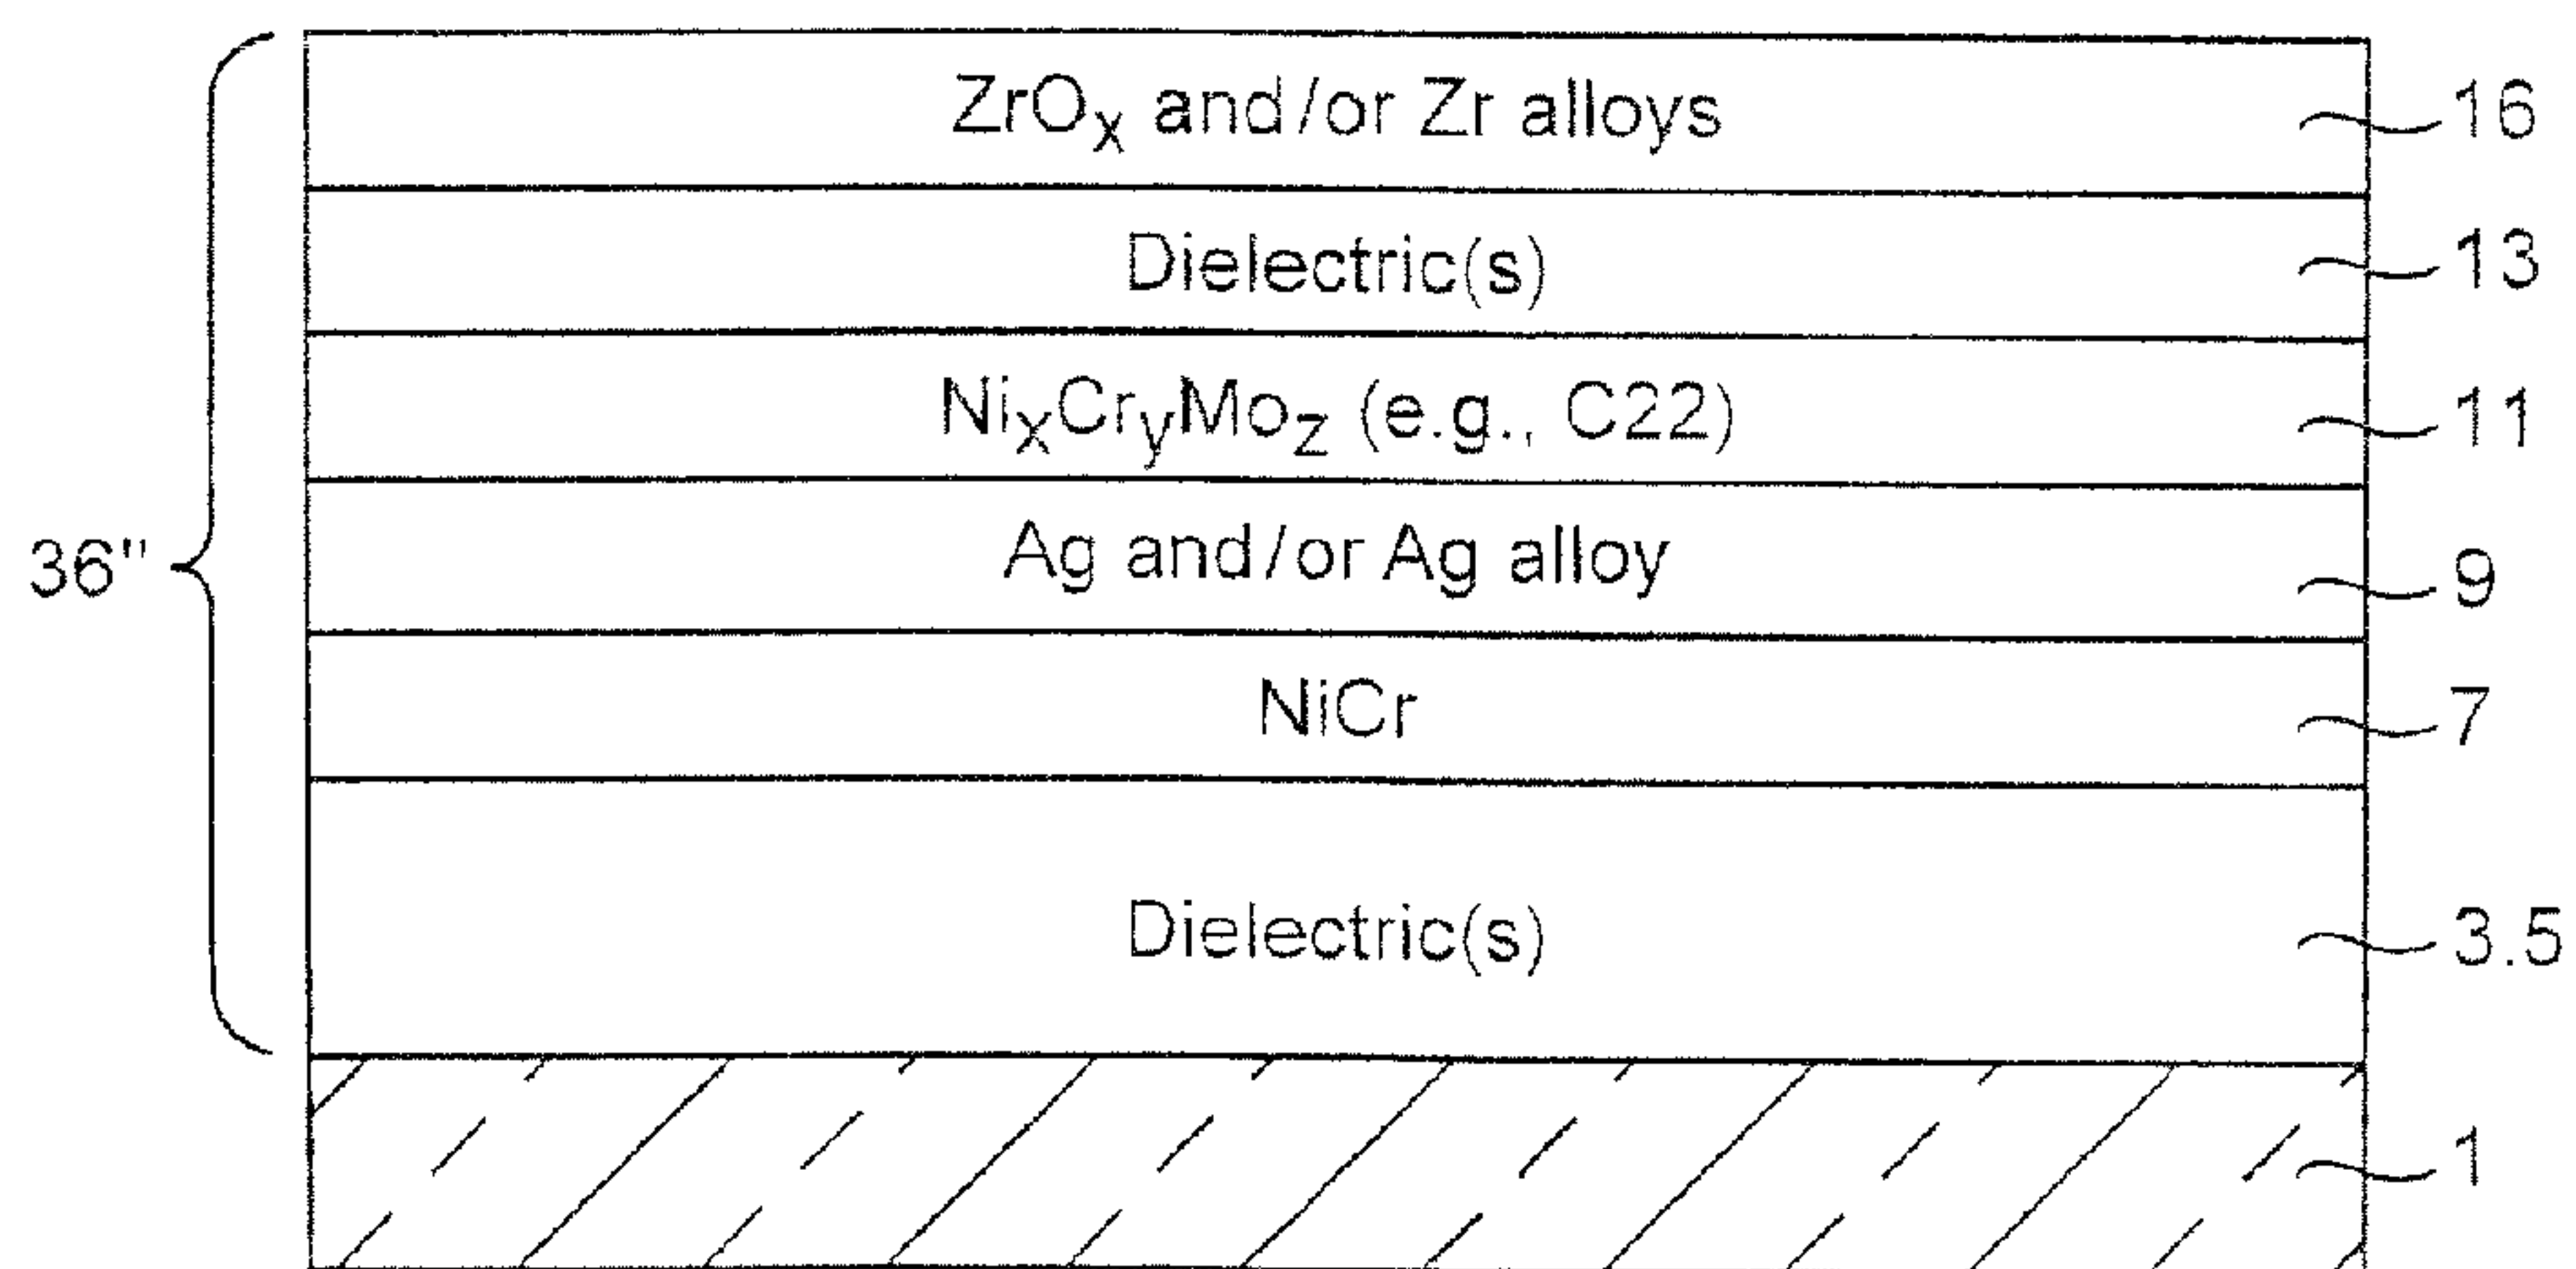 ZrOx and/or Zr alloys 16
Dielectric(s) 13
NixCryMoz (e.g., C22) 11
Ag and/or Ag alloy 9
36"
NiCr 7
Dielectric(s) 3.5
1